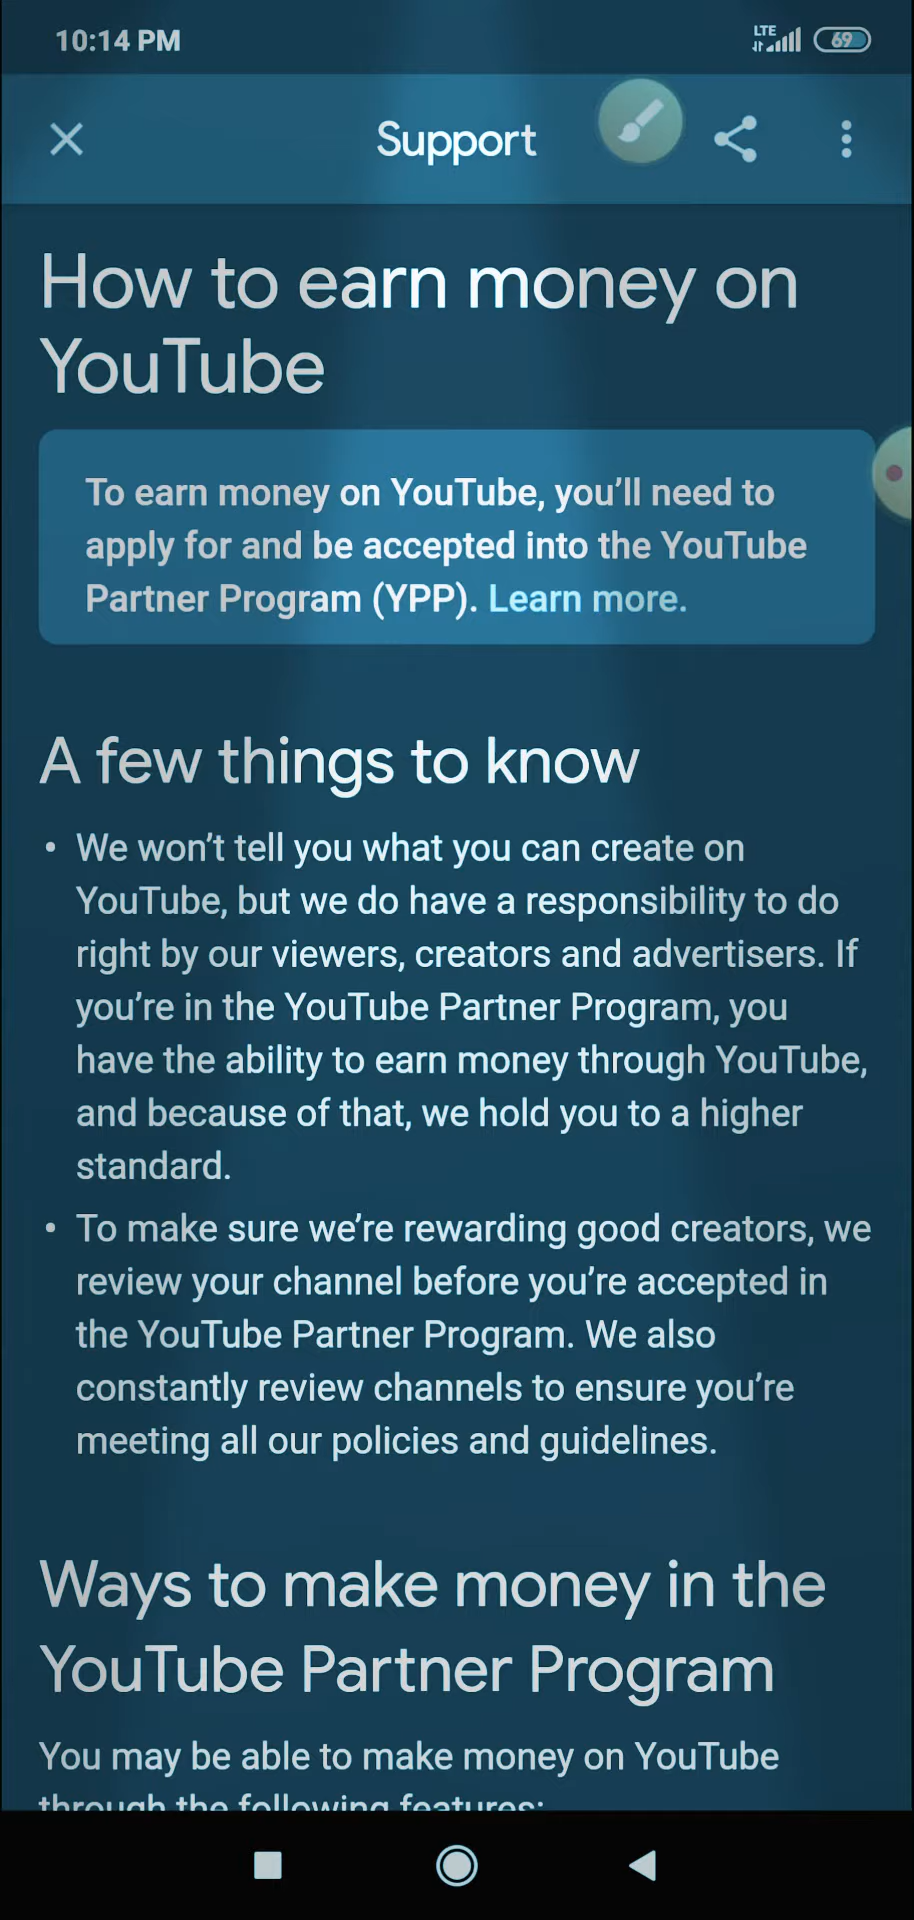 10:14 PM
LTE
69
Support
How to earn money on
YouTube
To earn money on YouTube, you’ll need to
apply for and be accepted into the YouTube
Partner Program (YPP). Learn more.
A few things to know
• We won’t tell you what you can create on
YouTube, but we do have a responsibility to do
right by our viewers, creators and advertisers. If
you’re in the YouTube Partner Program, you
have the ability to earn money through YouTube,
and because of that, we hold you to a higher
standard.
• To make sure we’re rewarding good creators, we
review your channel before you’re accepted in
the YouTube Partner Program. We also
constantly review channels to ensure you’re
meeting all our policies and guidelines.
Ways to make money in the
YouTube Partner Program
You may be able to make money on YouTube
through the following features: